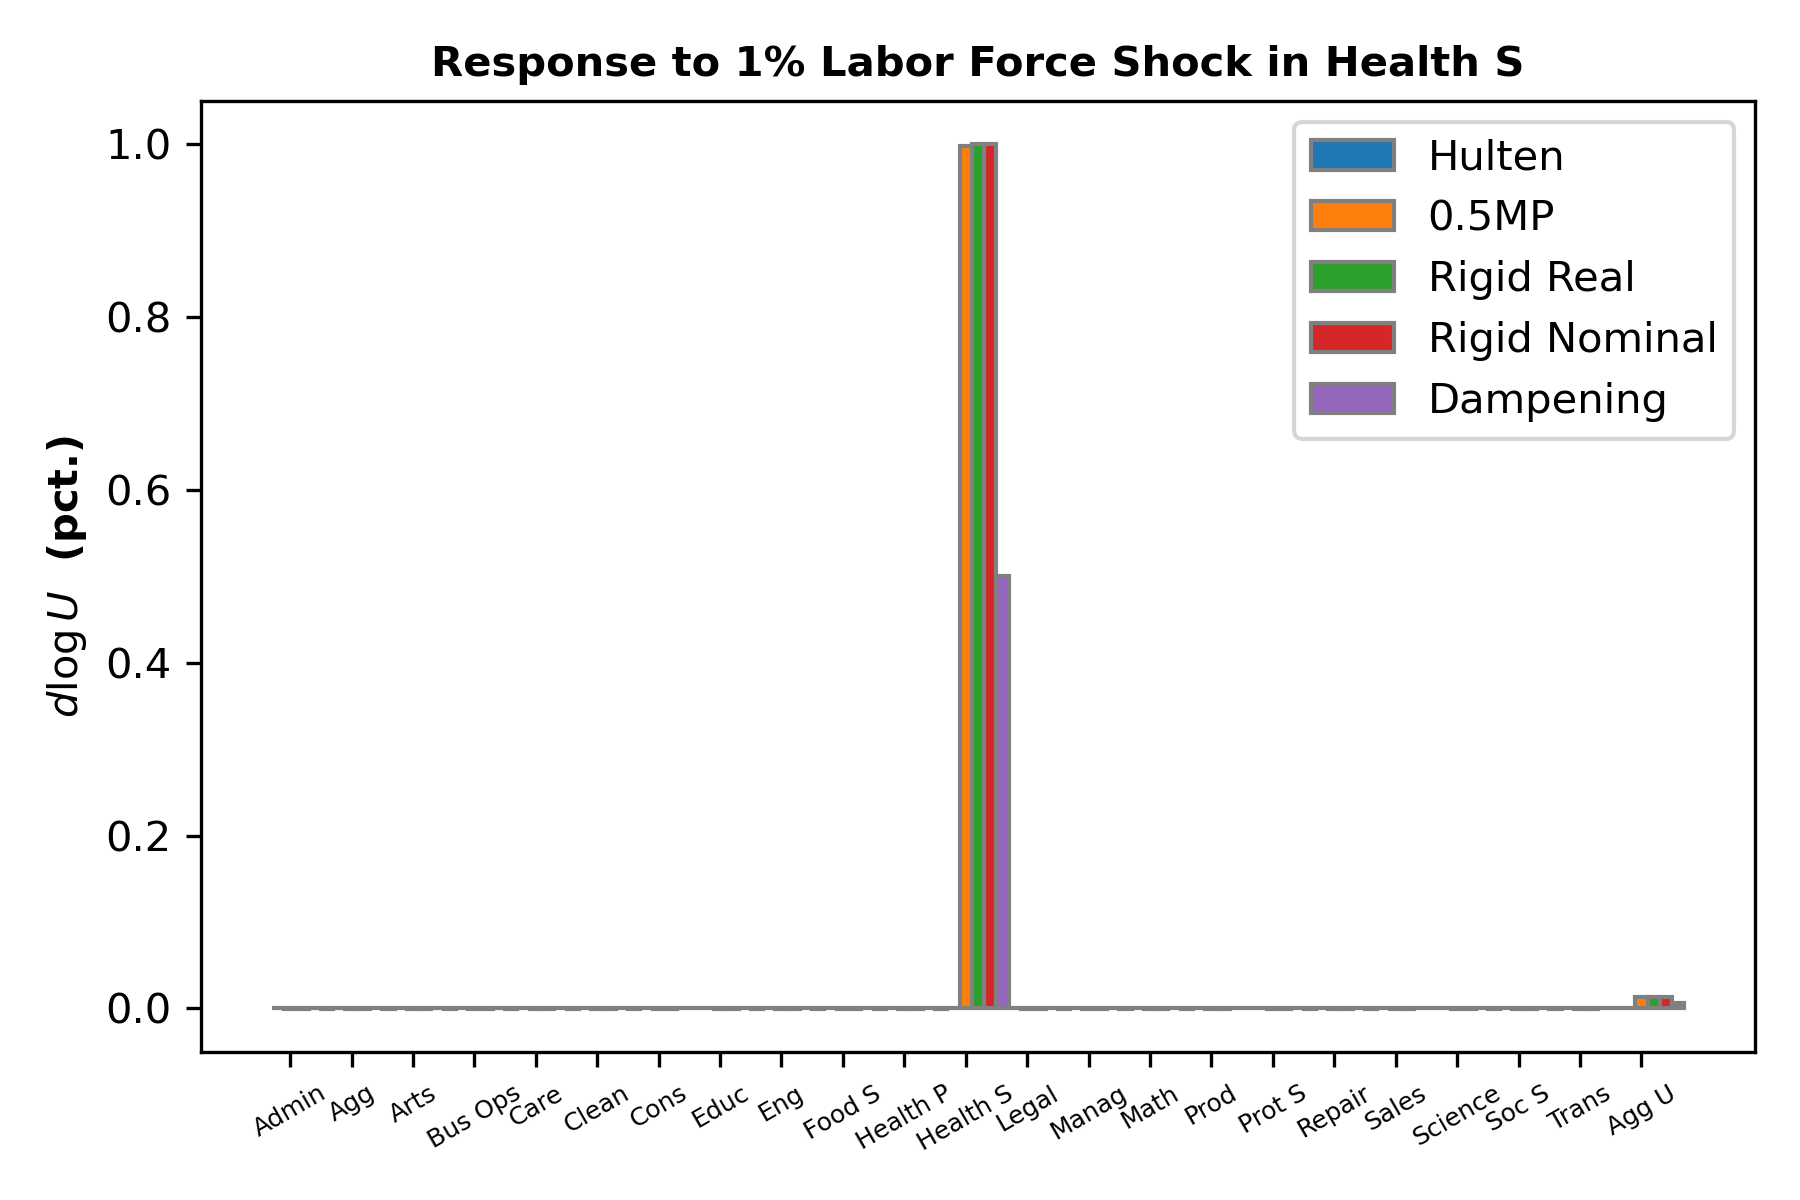 Response to 1% Labor Force Shock in Health S
dlog U (pct.)
1.0
0.8
0.6
0.4
0.2
0.0
Hulten
0.5MP
Rigid Real
Rigid Nominal
Dampening
Admin Agg Arts Bus Ops Care Clean Cons Educ Eng Food S Health P Health S Legal Manag Math Prod Prot S Repair Sales Science Soc S Trans Agg U